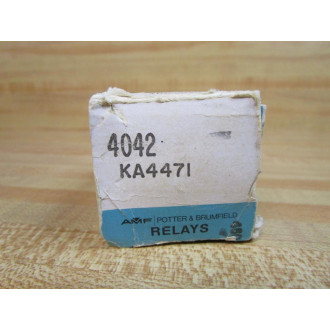 4042
KA4471
AMP POTTER & BRUMFIELD
RELAYS